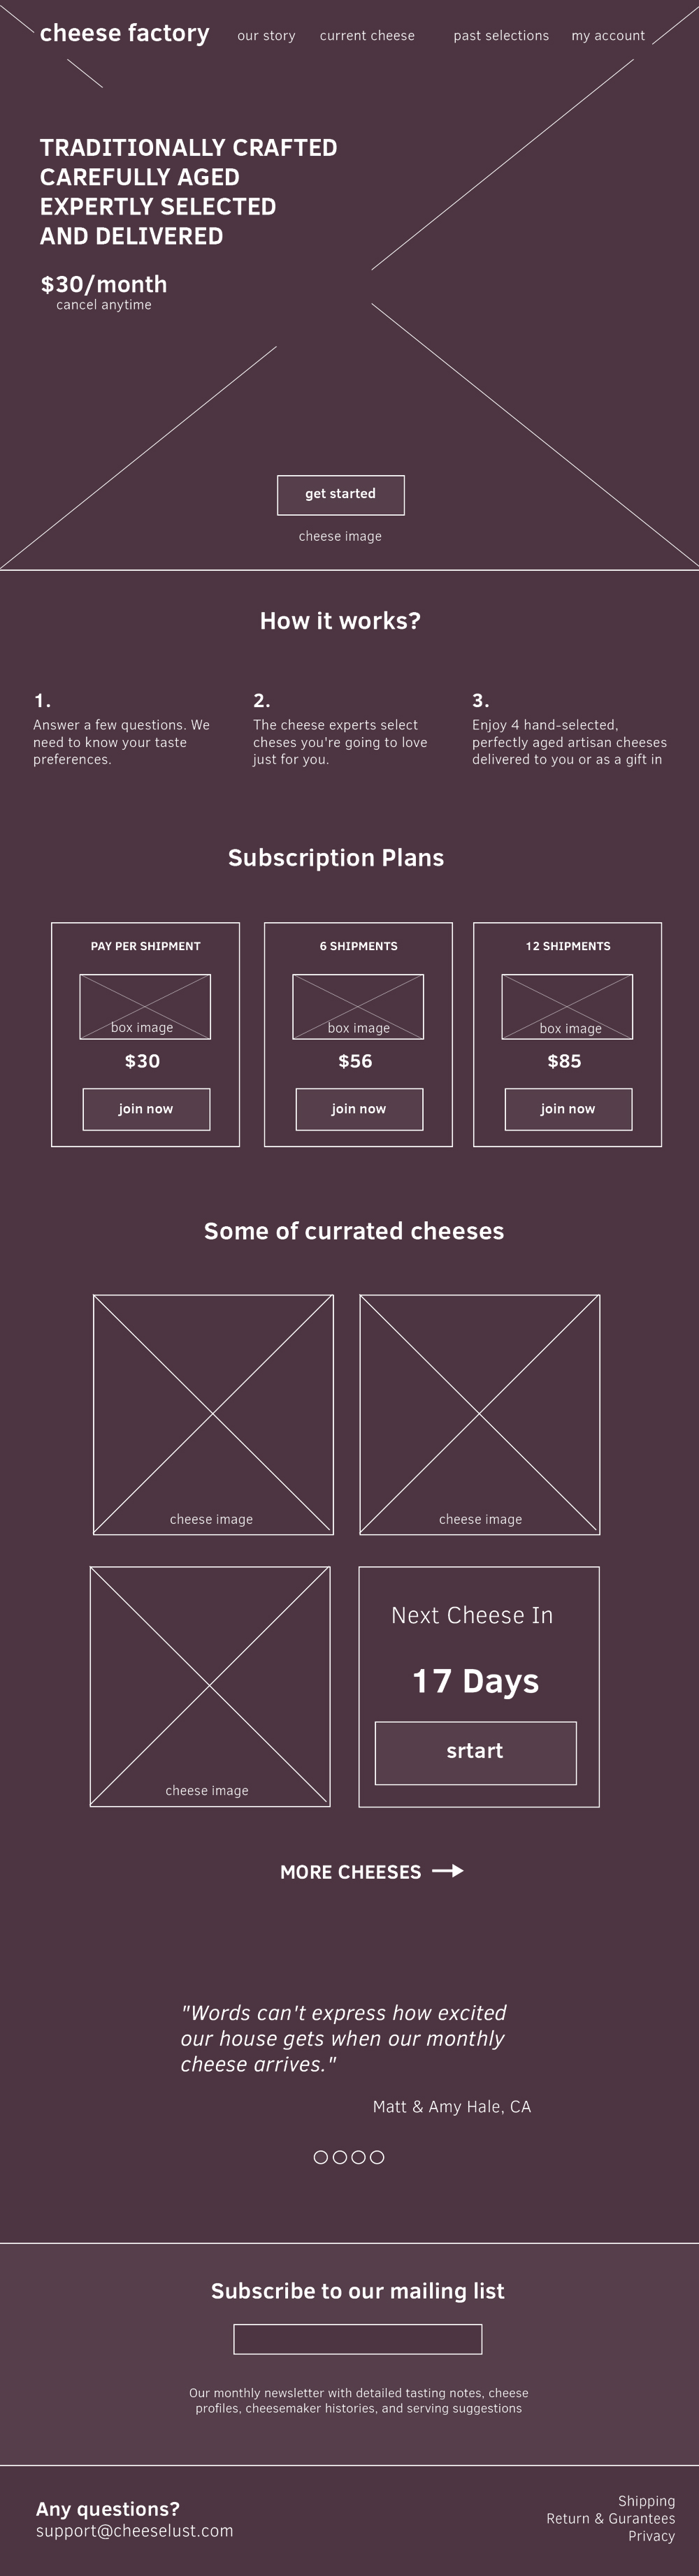 cheese factory our story current cheese past selections my account
TRADITIONALLY CRAFTED
CAREFULLY AGED
EXPERTLY SELECTED
AND DELIVERED
$30/month
cancel anytime
get started
cheese image
How it works?
1.
Answer a few questions. We
need to know your taste
preferences.
2.
The cheese experts select
cheses you're going to love
just for you.
3.
Enjoy 4 hand-selected,
perfectly aged artisan cheeses
delivered to you or as a gift in
Subscription Plans
PAY PER SHIPMENT
box image
$30
join now
6 SHIPMENTS
box image
$56
join now
12 SHIPMENTS
box image
$85
join now
Some of currated cheeses
cheese image
cheese image
cheese image
Next Cheese In
17 Days
srtart
MORE CHEESES
"Words can't express how excited
our house gets when our monthly
cheese arrives."
Matt & Amy Hale, CA
Subscribe to our mailing list
Our monthly newsletter with detailed tasting notes, cheese
profiles, cheesemaker histories, and serving suggestions
Any questions?
support@cheeselust.com
Shipping
Return & Gurantees
Privacy